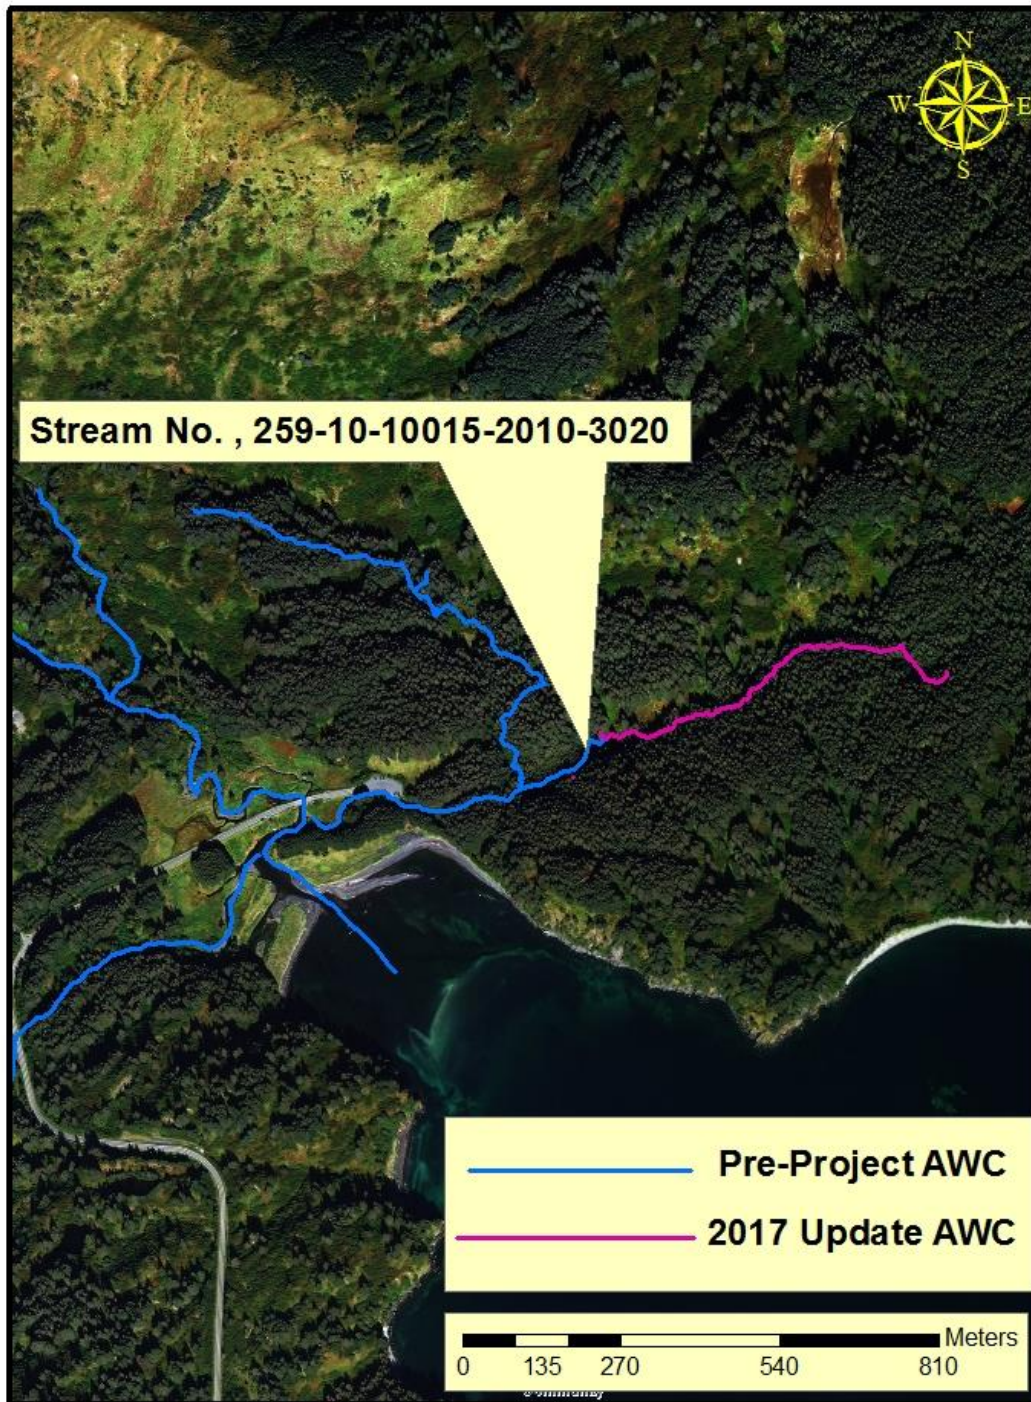 N
W E
S
Stream No. , 259-10-10015-2010-3020
Pre-Project AWC
2017 Update AWC
Meters
0 135 270 540 810
Community